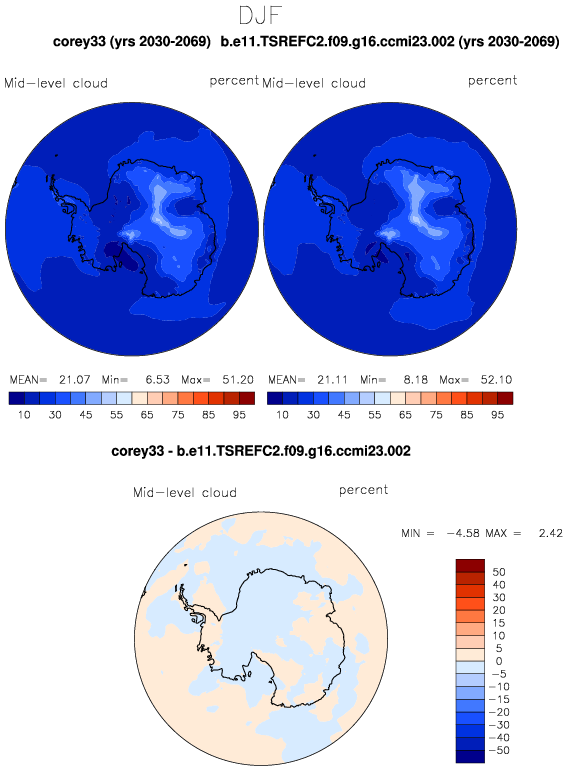 DJF
corey33 (yrs 2030-2069) b.e11.TSREFC2.f09.g16.ccmi23.002 (yrs 2030-2069)
Mid-level cloud percent Mid-level cloud percent
MEAN= 21.07 Min= 6.53 Max= 51.20 MEAN= 21.11 Min= 8.18 Max= 52.10
10 30 45 55 65 75 85 95 10 30 45 55 65 75 85 95
corey33 - b.e11.TSREFC2.f09.g16.ccmi23.002
Mid-level cloud percent
MIN = -4.58 MAX = 2.42
50
40
30
20
15
10
5
0
-5
-10
-15
-20
-30
-40
-50